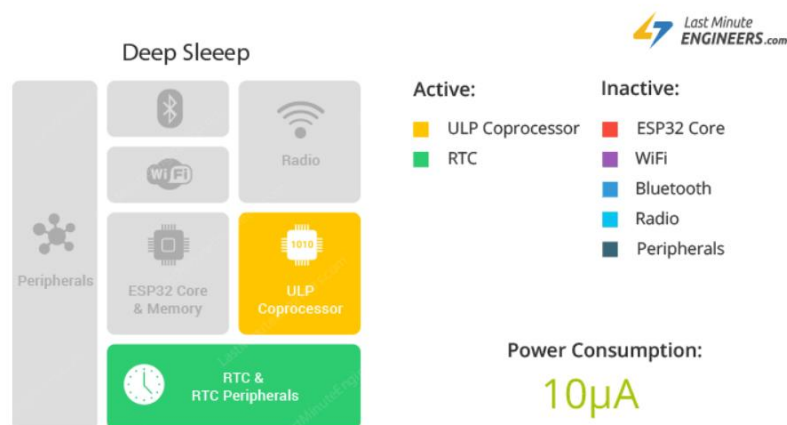 Last Minute
ENGINEERS.com
Deep Sleeep
Peripherals
WiFi
Radio
ESP32 Core
& Memory
1010
ULP
Coprocessor
RTC &
RTC Peripherals
Active:
ULP Coprocessor
RTC
Inactive:
ESP32 Core
WiFi
Bluetooth
Radio
Peripherals
Power Consumption:
10µA